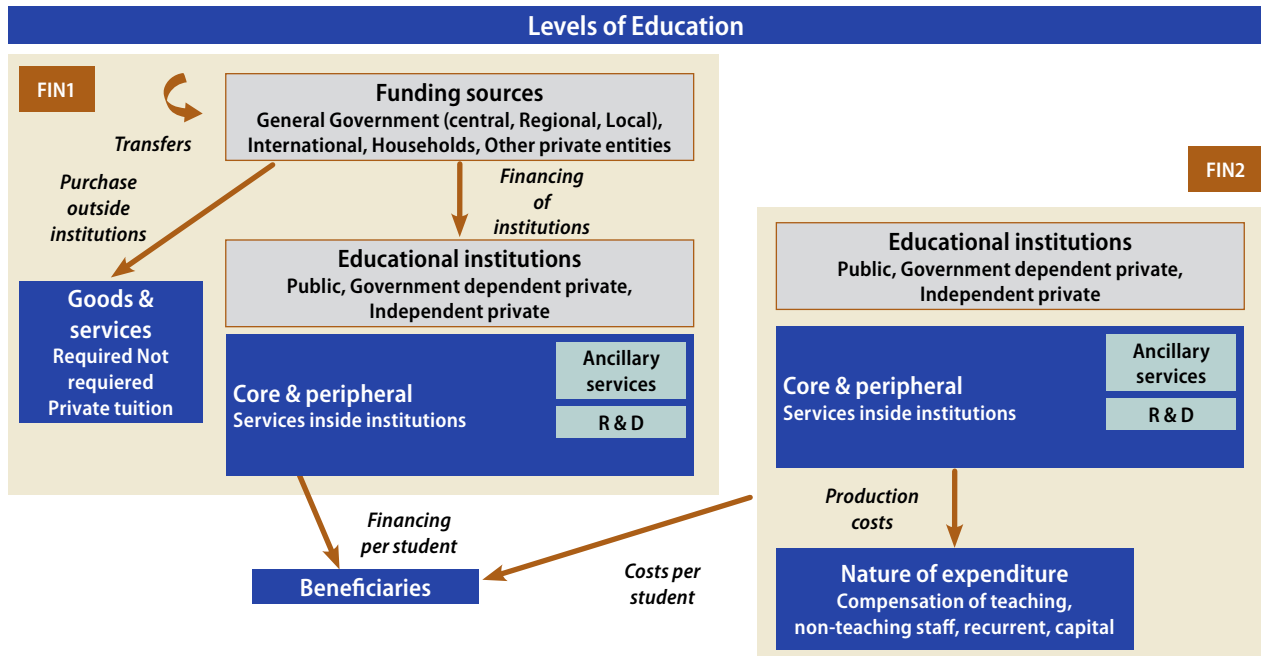 Levels of Education
FIN1
Transfers
Funding sources
General Government (central, Regional, Local),
International, Households, Other private entities
Purchase
outside
institutions
Financing
of
institutions
Goods &
services
Required Not
requiered
Private tuition
Educational institutions
Public, Government dependent private,
Independent private
Core & peripheral
Services inside institutions
Ancillary
services
R & D
Financing
per student
Beneficiaries
FIN2
Educational institutions
Public, Government dependent private,
Independent private
Core & peripheral
Services inside institutions
Ancillary
services
R & D
Production
costs
Costs per
student
Nature of expenditure
Compensation of teaching,
non-teaching staff, recurrent, capital